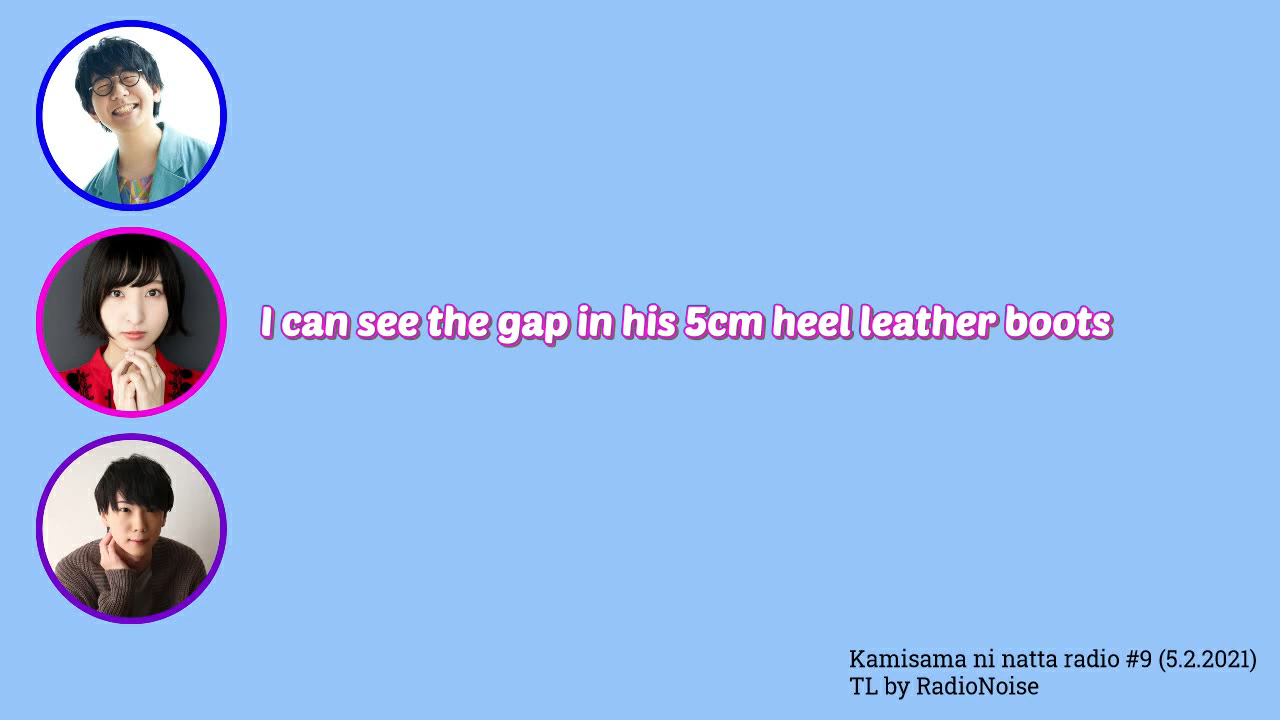 I can see the gap in his 5cm heel leather boots
Kamisama ni natta radio #9 (5.2.2021)
TL by RadioNoise